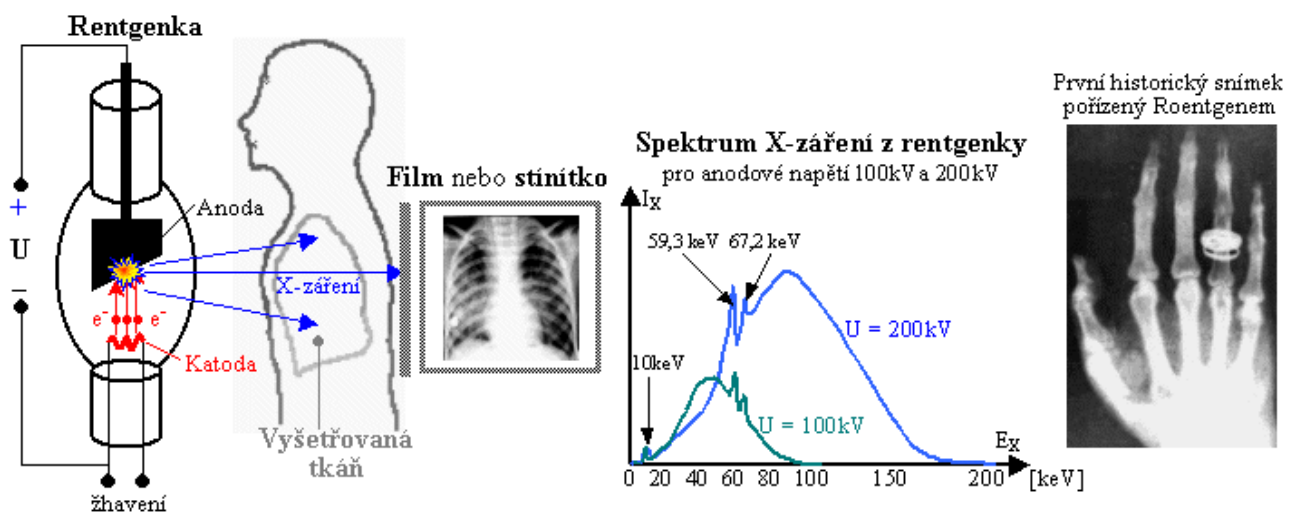 Rentgenka
+
U
–
Anoda
X-záření
e⁻
e⁻
Katoda
žhavení
Vyšetřovaná
tkáň
Film nebo stínítko
Spektrum X-záření z rentgenky
pro anodové napětí 100kV a 200kV
IX
59,3 keV
67,2 keV
10keV
U = 200kV
U = 100kV
EX
0 20 40 60 80 100 150 200 [keV]
První historický snímek
pořízený Roentgenem